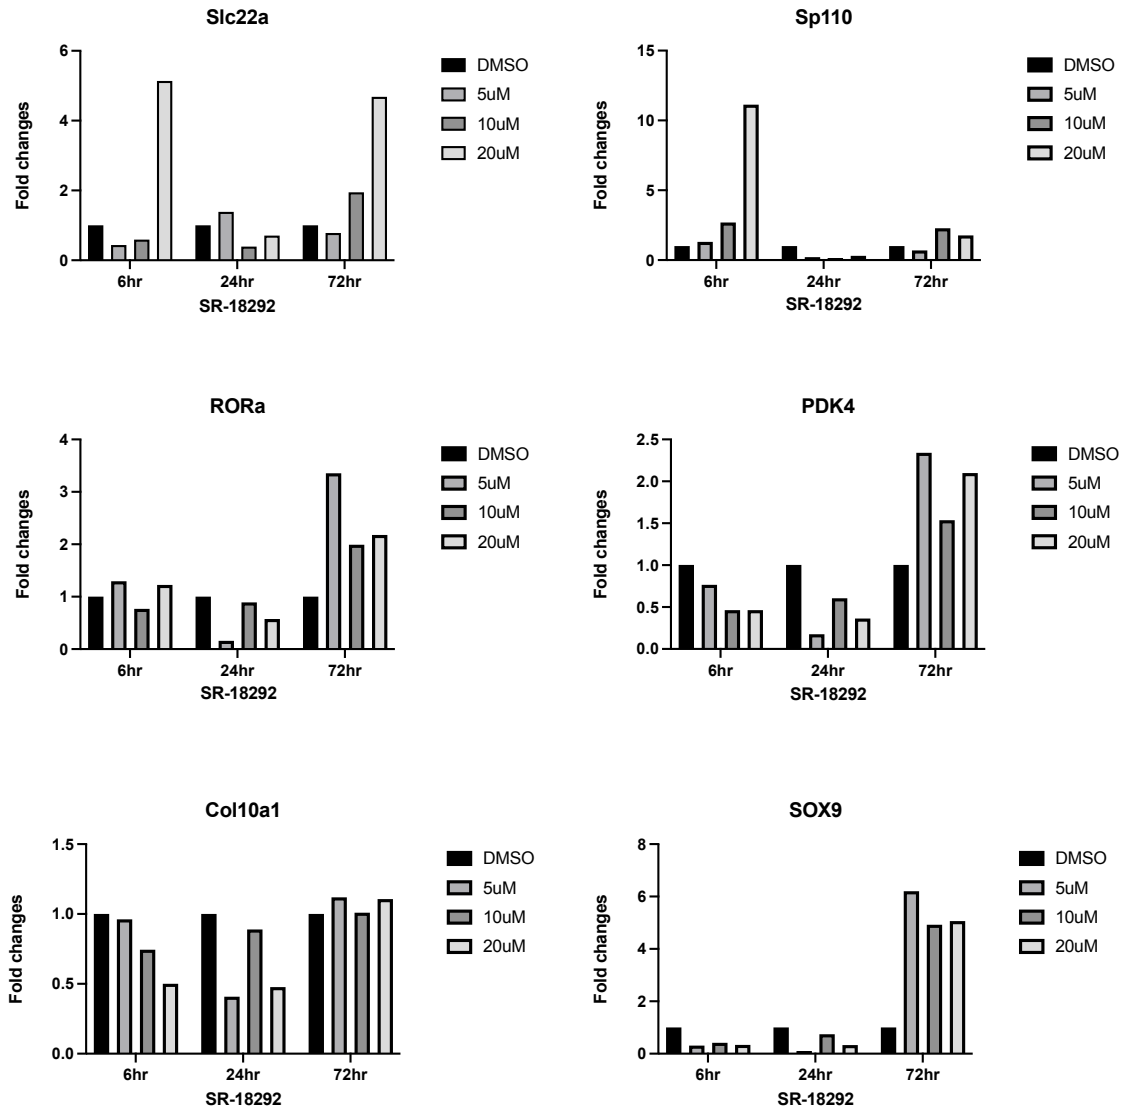 Slc22a
6
4
2
0
Fold changes
6hr
24hr
72hr
SR-18292
DMSO
5uM
10uM
20uM
Sp110
15
10
5
0
Fold changes
6hr
24hr
72hr
SR-18292
DMSO
5uM
10uM
20uM
RORa
4
3
2
1
0
Fold changes
6hr
24hr
72hr
SR-18292
DMSO
5uM
10uM
20uM
PDK4
2.5
2.0
1.5
1.0
0.5
0.0
Fold changes
6hr
24hr
72hr
SR-18292
DMSO
5uM
10uM
20uM
Col10a1
1.5
1.0
0.5
0.0
Fold changes
6hr
24hr
72hr
SR-18292
DMSO
5uM
10uM
20uM
SOX9
8
6
4
2
0
Fold changes
6hr
24hr
72hr
SR-18292
DMSO
5uM
10uM
20uM